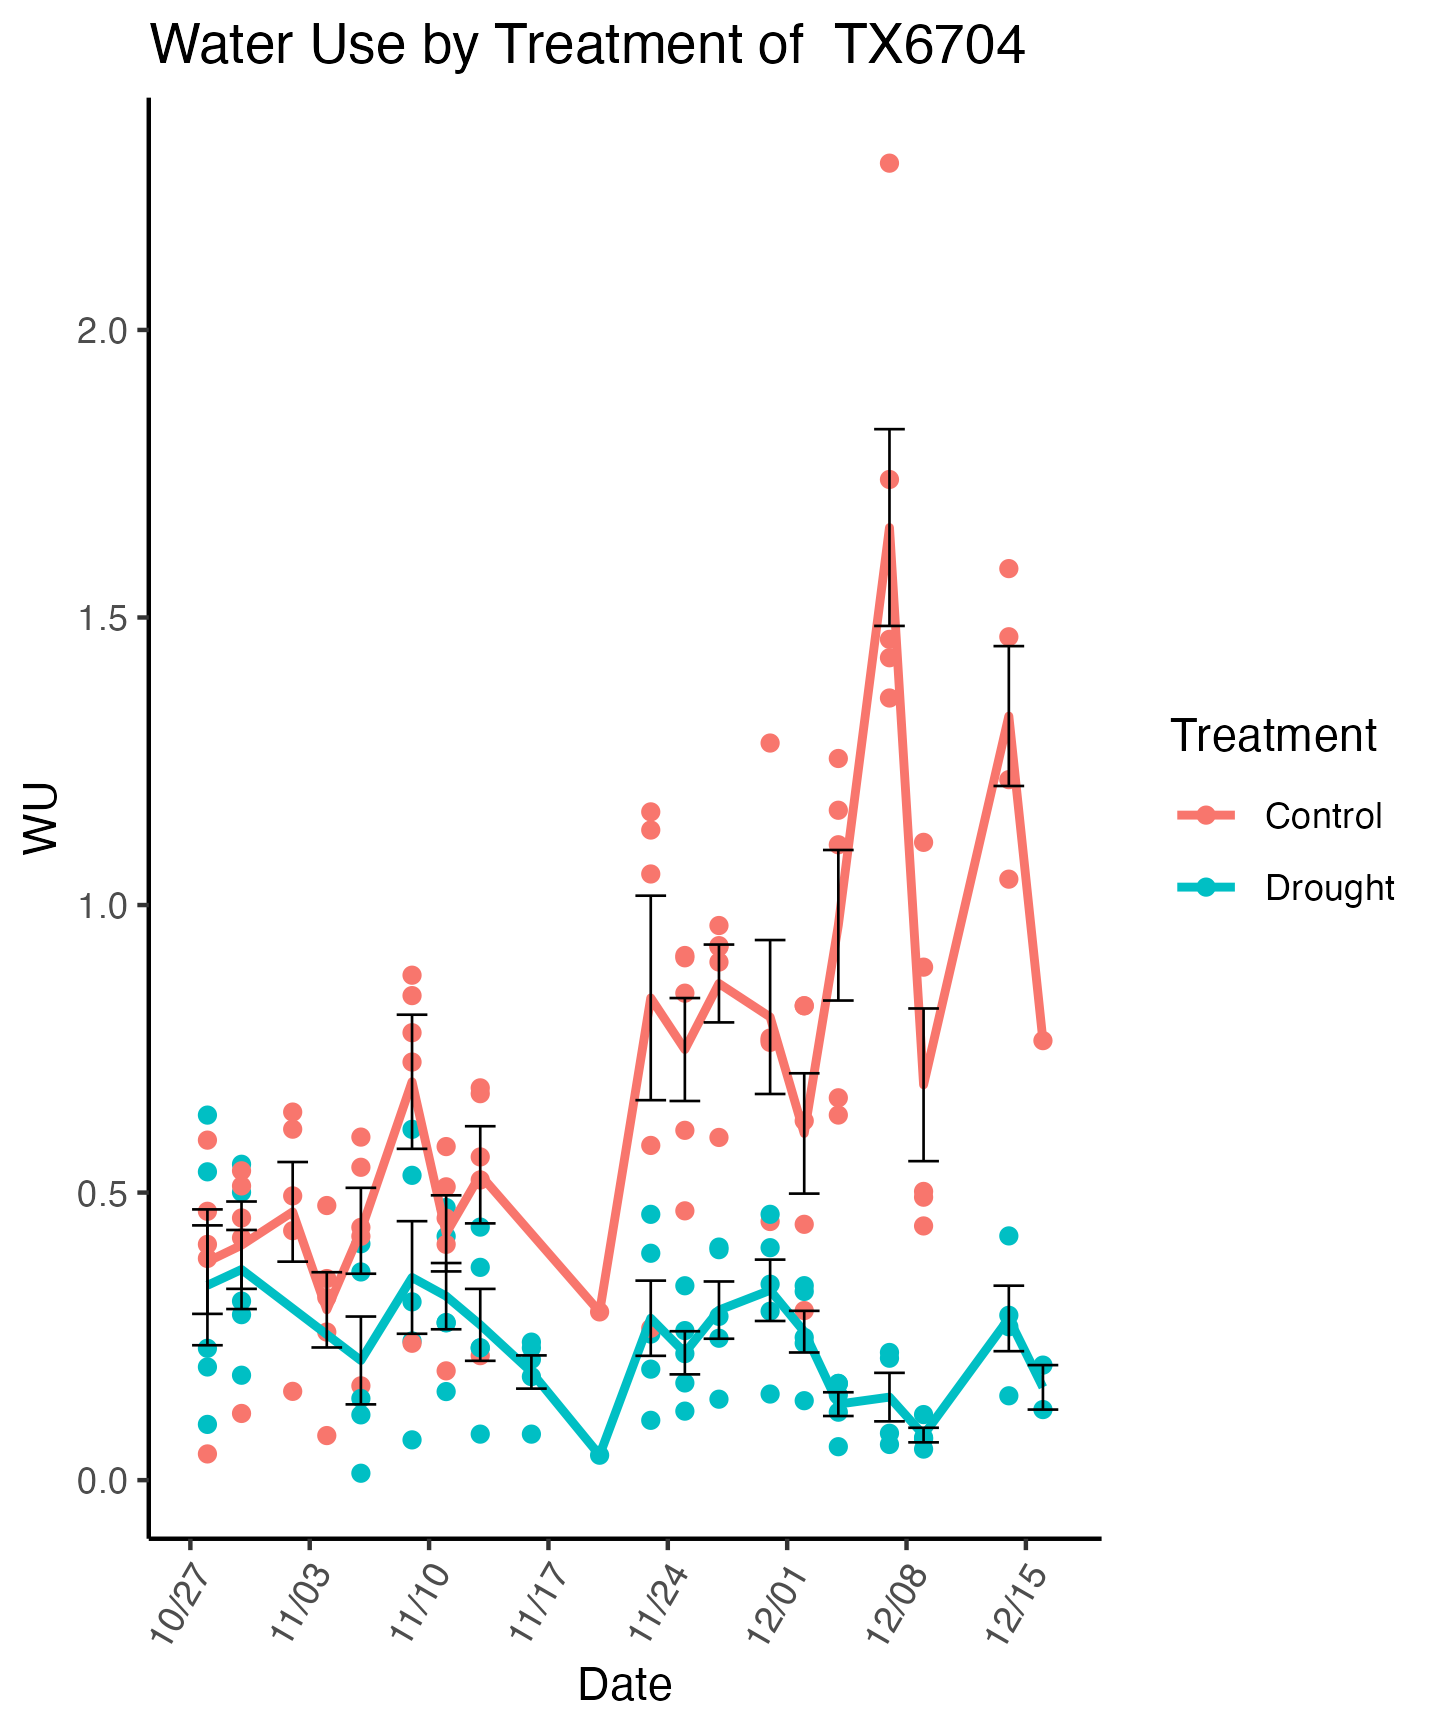 Water Use by Treatment of  TX6704
WU
2.0
1.5
1.0
0.5
0.0
10/27
11/03
11/10
11/17
11/24
12/01
12/08
12/15
Date
Treatment
Control
Drought